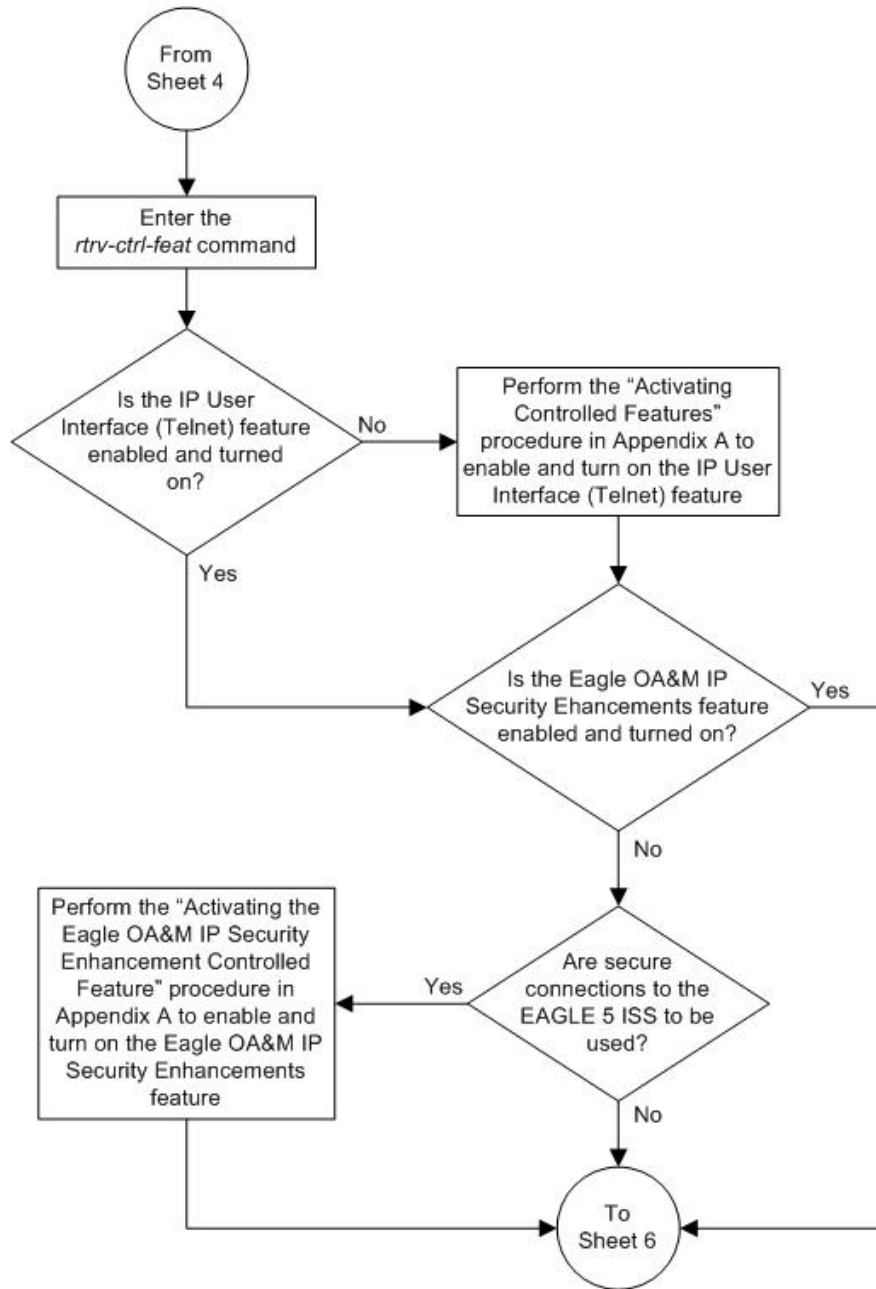 From
Sheet 4
Enter the
rtrv-ctrl-feat command
Is the IP User
Interface (Telnet) feature
enabled and turned
on?
No
Yes
Perform the “Activating
Controlled Features”
procedure in Appendix A to
enable and turn on the IP User
Interface (Telnet) feature
Is the Eagle OA&M IP
Security Ehancements feature
enabled and turned on?
Yes
No
Are secure
connections to the
EAGLE 5 ISS to be
used?
Yes
No
Perform the “Activating the
Eagle OA&M IP Security
Enhancement Controlled
Feature” procedure in
Appendix A to enable and
turn on the Eagle OA&M IP
Security Enhancements
feature
To
Sheet 6